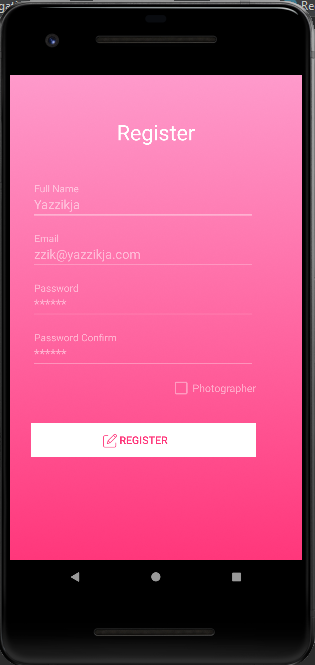 Register
Full Name
Yazzikja
Email
zzik@yazzikja.com
Password
******
Password Confirm
******
Photographer
REGISTER